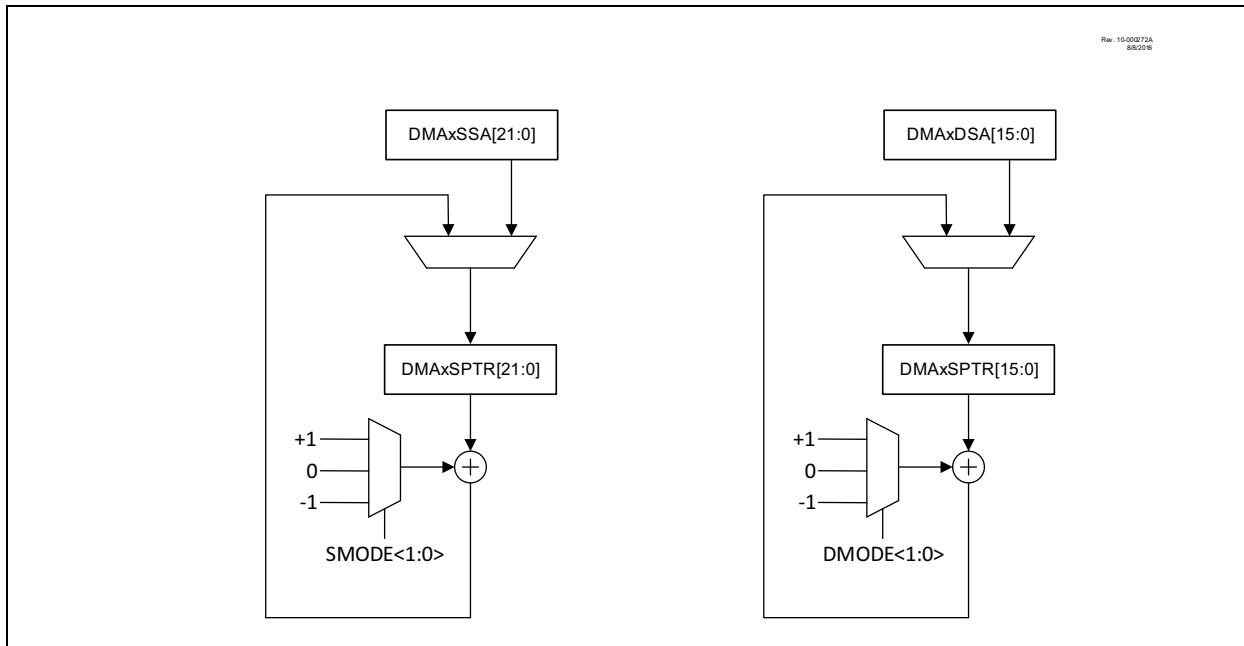 Rev. 10-000272A
8/8/2016
DMAxSSA[21:0]
DMAxDSA[15:0]
DMAxSPTR[21:0]
DMAxSPTR[15:0]
+1
0
-1
SMODE<1:0>
+1
0
-1
DMODE<1:0>